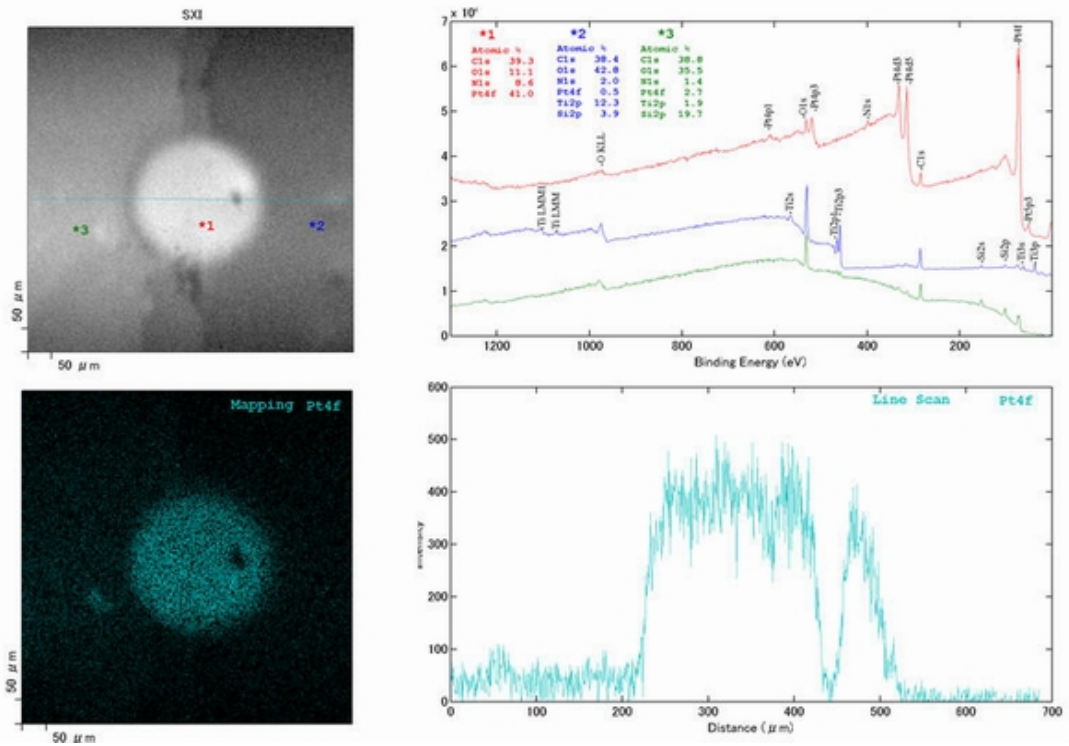 SXI
*3
*1
*2
50 μm
50 μm
7 × 10⁴
6
5
4
3
2
1
0
*1
Atomic %
C1s 39.3
O1s 11.1
N1s 8.6
Pt4f 41.0
*2
Atomic %
C1s 38.4
O1s 42.8
N1s 2.0
Pt4f 0.5
Ti2p 12.3
Si2p 3.9
*3
Atomic %
C1s 38.8
O1s 35.5
N1s 1.4
Pt4f 2.7
Ti2p 1.9
Si2p 19.7
-O KLL
-Pt4p1
-O1s
-Pt4p3
-N1s
-Pt4d3
-Pt4d5
-C1s
-Pt4f
-Pt5p3
-Ti LMM1
-Ti LMM
-Ti2s
-Ti2p1
-Ti2p3
-Si2s
-Si2p
-Ti3s
-Ti3p
1200 1000 800 600 400 200
Binding Energy (eV)
Mapping Pt4f
50 μm
50 μm
Line Scan Pt4f
600
500
400
300
200
100
0
0 100 200 300 400 500 600 700
Distance (μm)